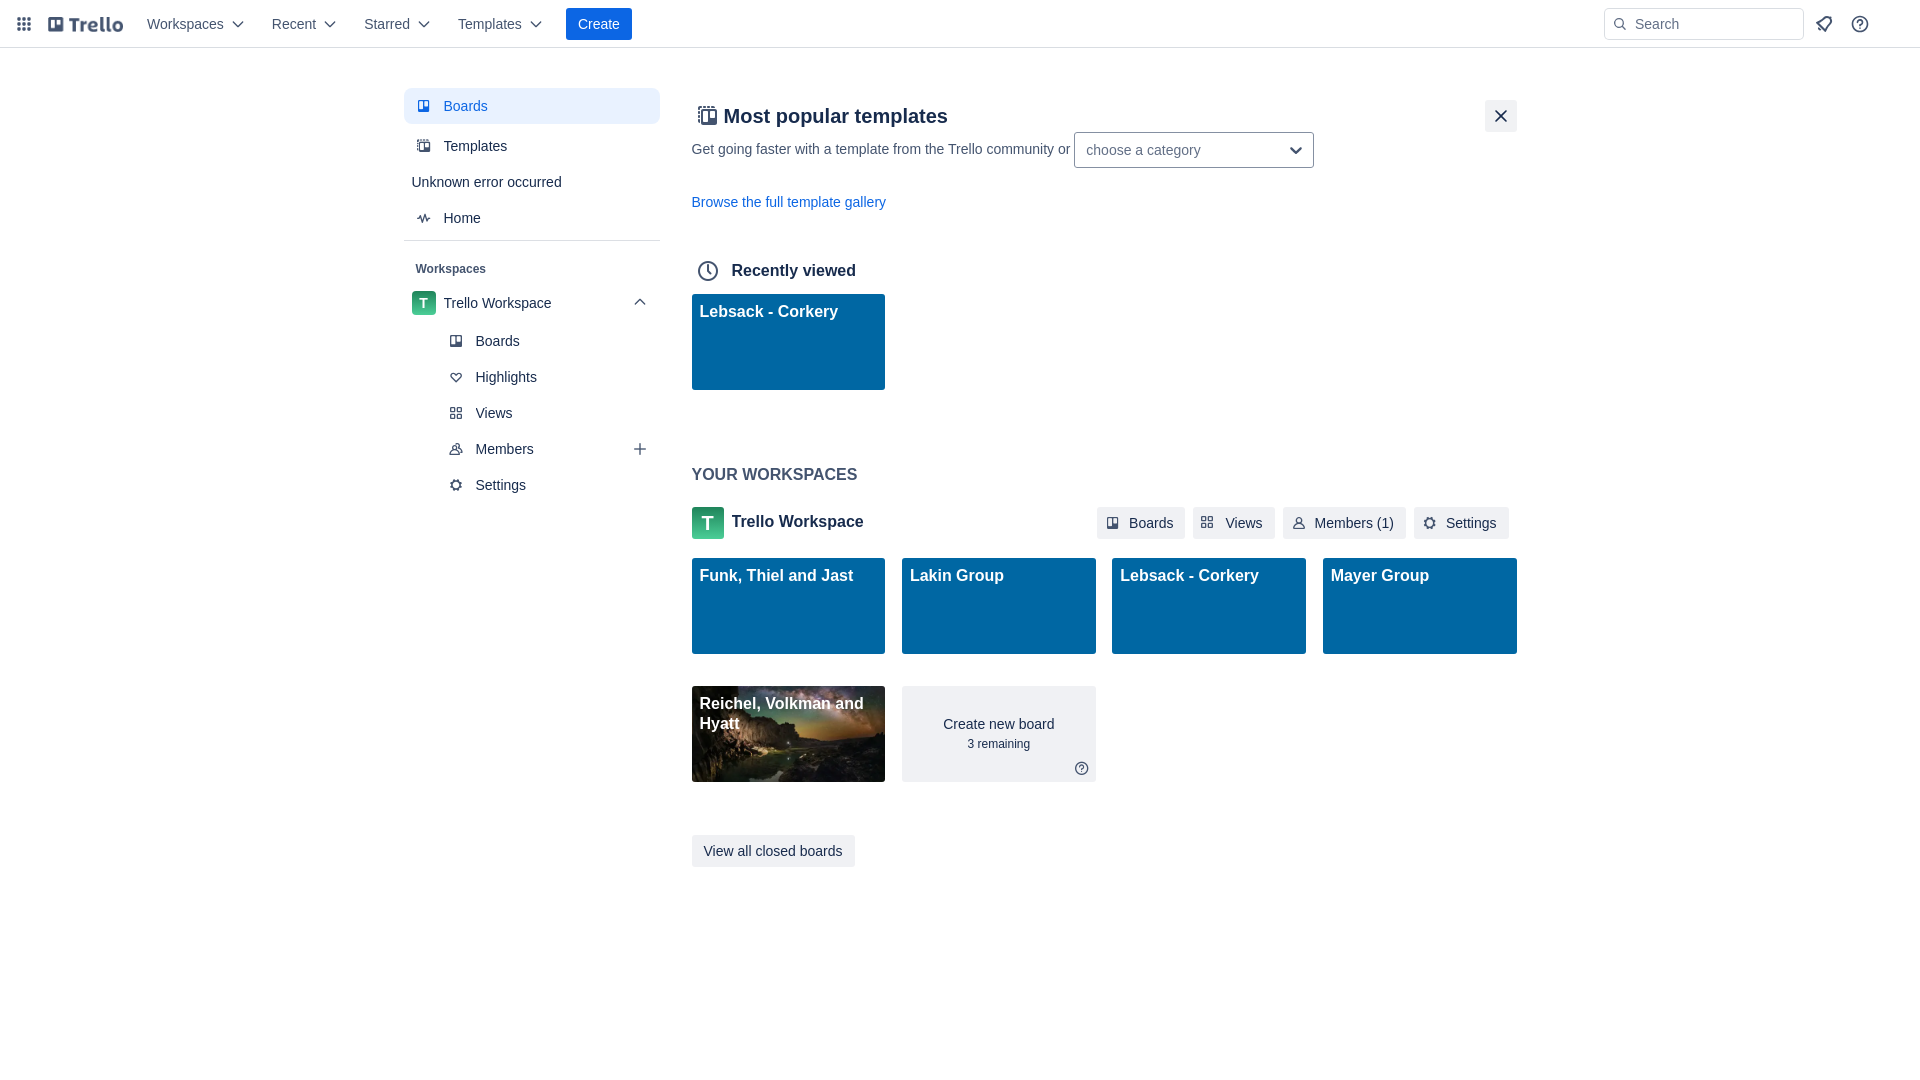 Trello
Workspaces
Recent
Starred
Templates
Create
Search
Boards
Templates
Unknown error occurred
Home
Workspaces
T
Trello Workspace
Boards
Highlights
Views
Members
Settings
Most popular templates
Get going faster with a template from the Trello community or
choose a category
Browse the full template gallery
Recently viewed
Lebsack - Corkery
YOUR WORKSPACES
T
Trello Workspace
Boards
Views
Members (1)
Settings
Funk, Thiel and Jast
Lakin Group
Lebsack - Corkery
Mayer Group
Reichel, Volkman and
Hyatt
Create new board
3 remaining
View all closed boards